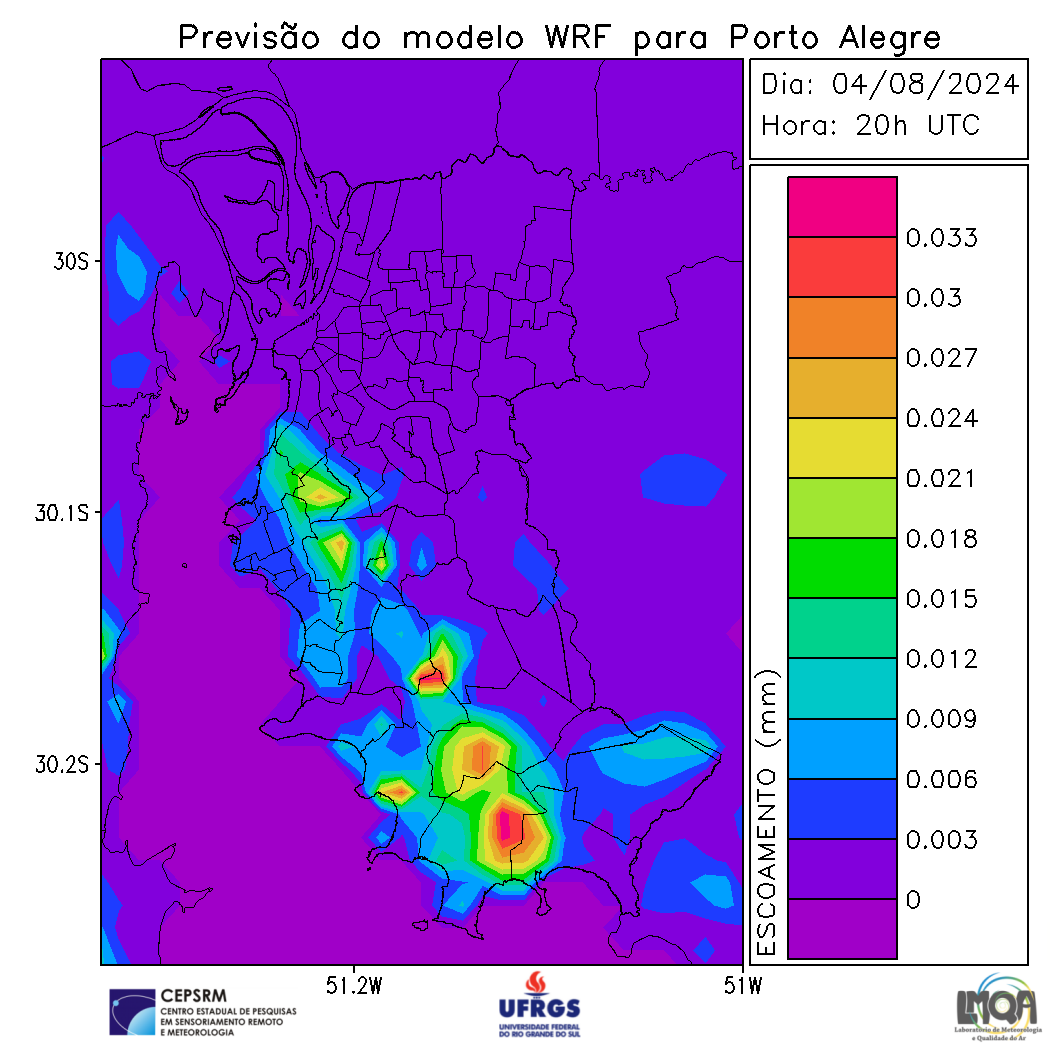 Previsão do modelo WRF para Porto Alegre
Dia: 04/08/2024
Hora: 20h UTC
30S
30.1S
30.2S
51.2W
51W
ESCOAMENTO (mm)
0.033
0.03
0.027
0.024
0.021
0.018
0.015
0.012
0.009
0.006
0.003
0
CEPSRM
CENTRO ESTADUAL DE PESQUISAS
EM SENSORIAMENTO REMOTO
E METEOROLOGIA
UFRGS
UNIVERSIDADE FEDERAL
DO RIO GRANDE DO SUL
LMQA
Laboratório de Meteorologia
e Qualidade do Ar